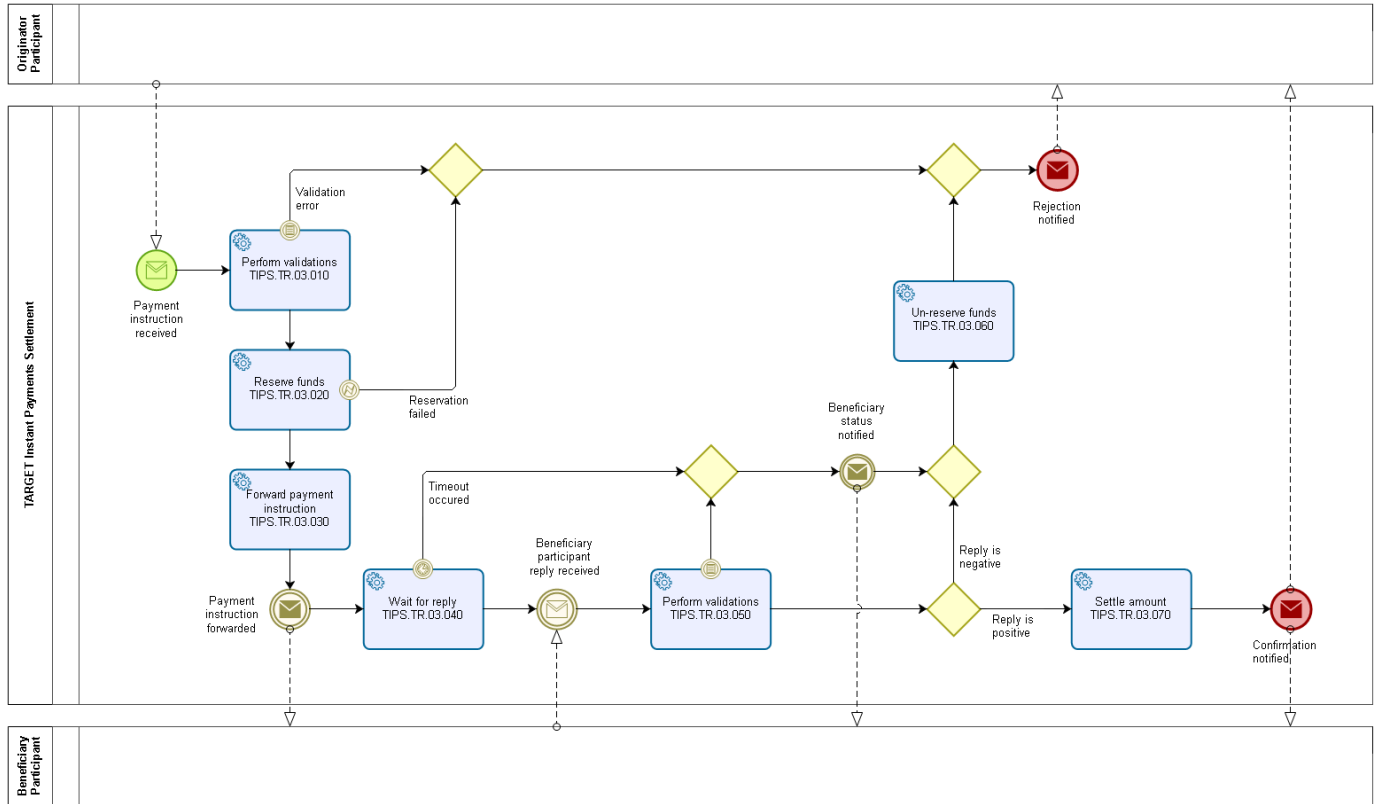 Originator
Participant
TARGET Instant Payments Settlement
Validation
error
Rejection
notified
Perform validations
TIPS.TR.03.010
Payment
instruction
received
Un-reserve funds
TIPS.TR.03.060
Reserve funds
TIPS.TR.03.020
Reservation
failed
Beneficiary
status
notified
Forward payment
instruction
TIPS.TR.03.030
Timeout
occured
Beneficiary
participant
reply received
Reply is
negative
Payment
instruction
forwarded
Wait for reply
TIPS.TR.03.040
Perform validations
TIPS.TR.03.050
Reply is
positive
Settle amount
TIPS.TR.03.070
Confirmation
notified
Beneficiary
Participant